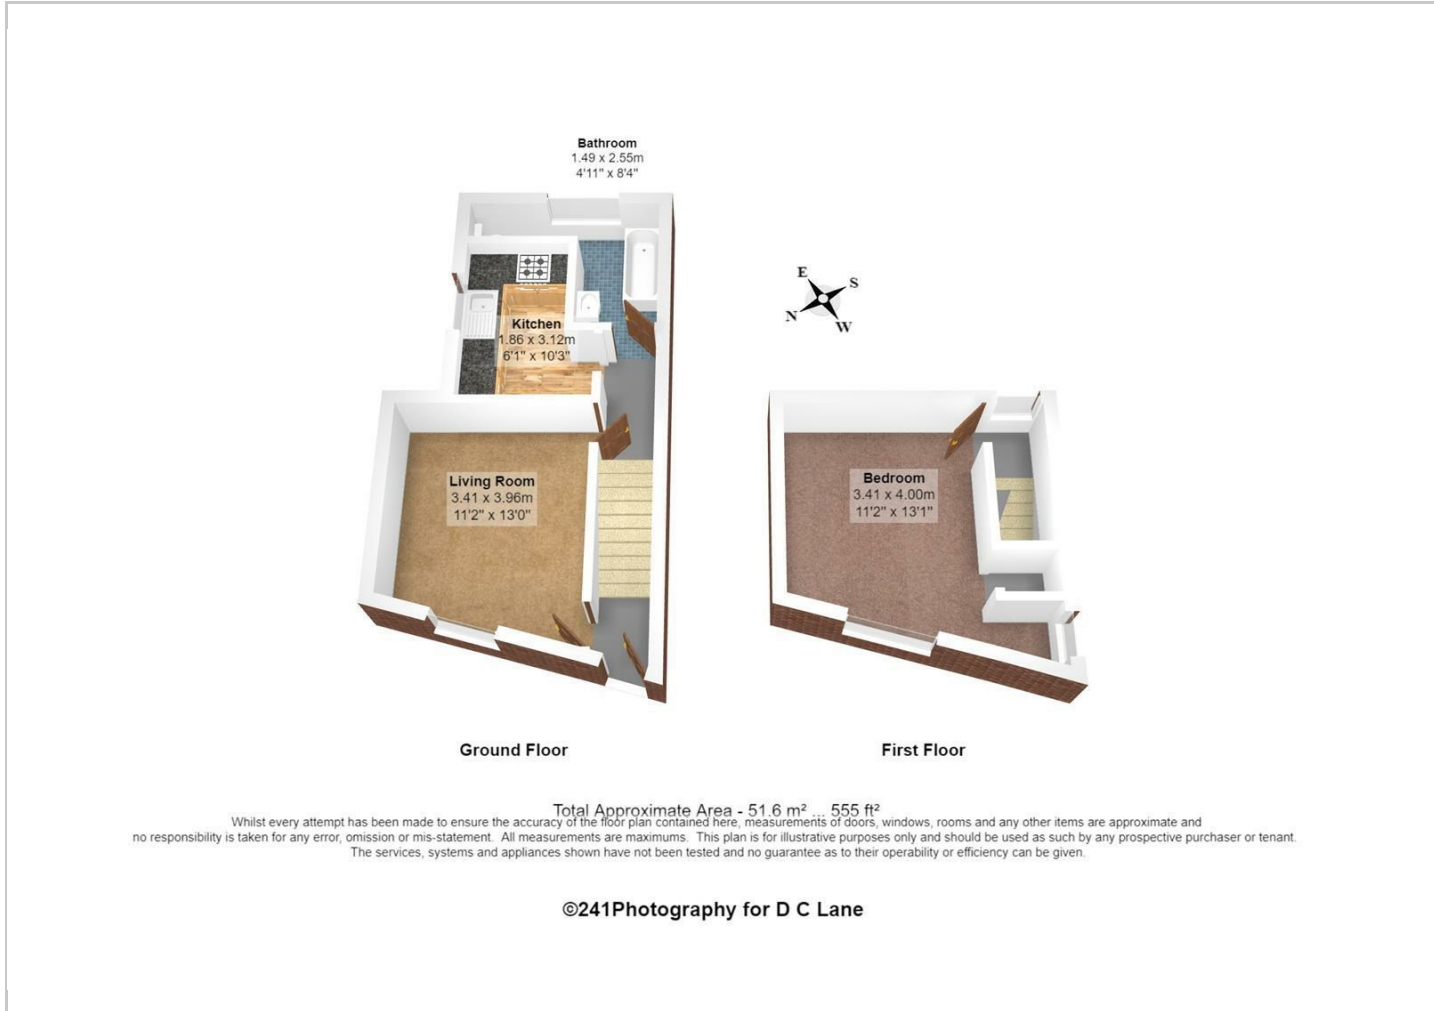 Bathroom
1.49 x 2.55m
4'11" x 8'4"
E
S
N
W
Kitchen
1.86 x 3.12m
6'1" x 10'3"
Living Room
3.41 x 3.96m
11'2" x 13'0"
Bedroom
3.41 x 4.00m
11'2" x 13'1"
Ground Floor
First Floor
Total Approximate Area - 51.6 m² ... 555 ft²
Whilst every attempt has been made to ensure the accuracy of the floor plan contained here, measurements of doors, windows, rooms and any other items are approximate and
no responsibility is taken for any error, omission or mis-statement. All measurements are maximums. This plan is for illustrative purposes only and should be used as such by any prospective purchaser or tenant.
The services, systems and appliances shown have not been tested and no guarantee as to their operability or efficiency can be given.
©241Photography for D C Lane